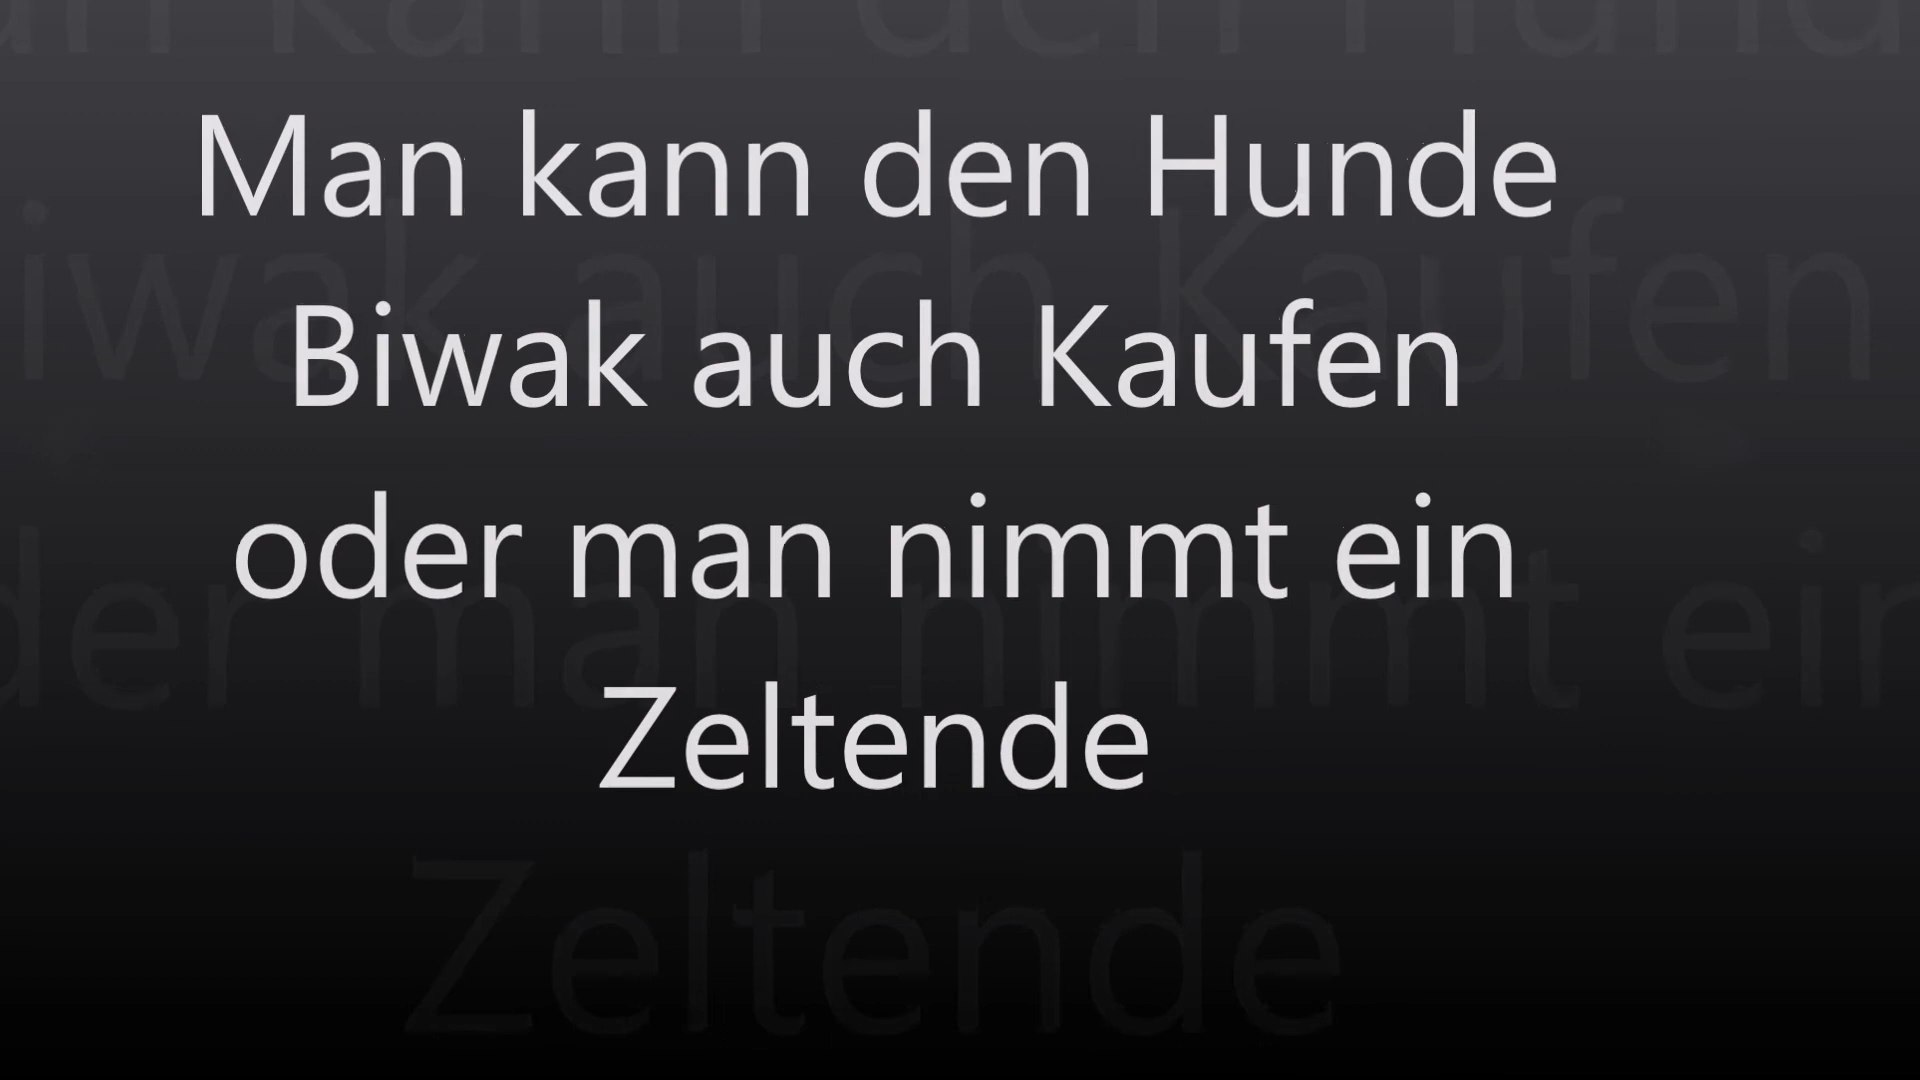 Man kann den Hunde
Biwak auch Kaufen
oder man nimmt ein
Zeltende